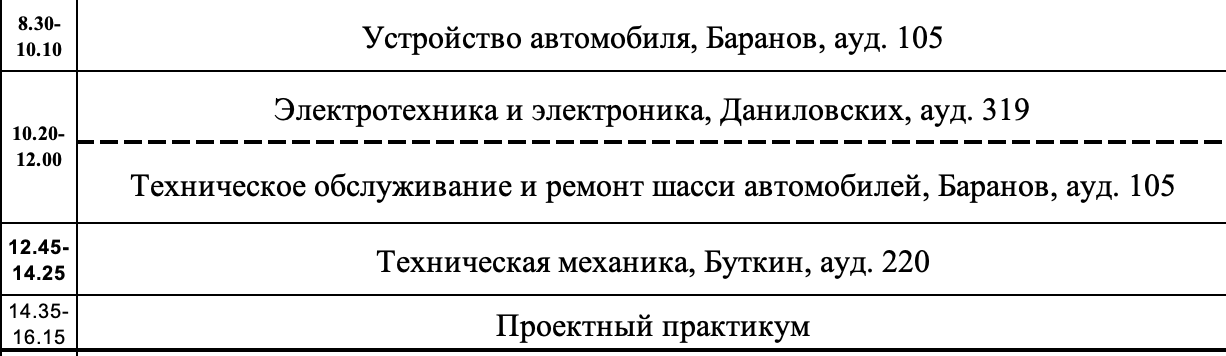 8.30-
10.10
Устройство автомобиля, Баранов, ауд. 105
10.20-
12.00
Электротехника и электроника, Даниловских, ауд. 319
Техническое обслуживание и ремонт шасси автомобилей, Баранов, ауд. 105
12.45-
14.25
Техническая механика, Буткин, ауд. 220
14.35-
16.15
Проектный практикум